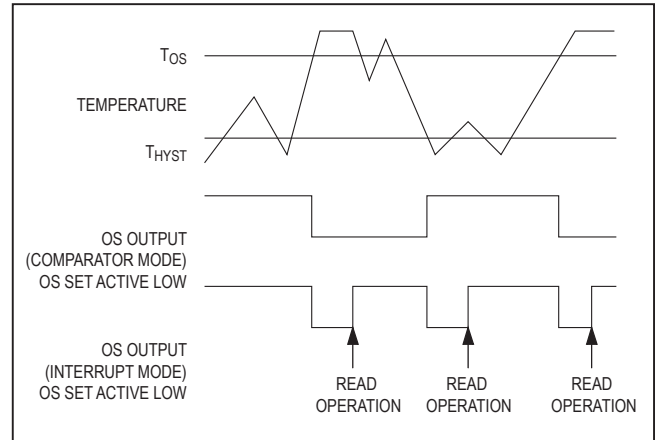 TOS
TEMPERATURE
THYST
OS OUTPUT
(COMPARATOR MODE)
OS SET ACTIVE LOW
OS OUTPUT
(INTERRUPT MODE)
OS SET ACTIVE LOW
READ
OPERATION
READ
OPERATION
READ
OPERATION